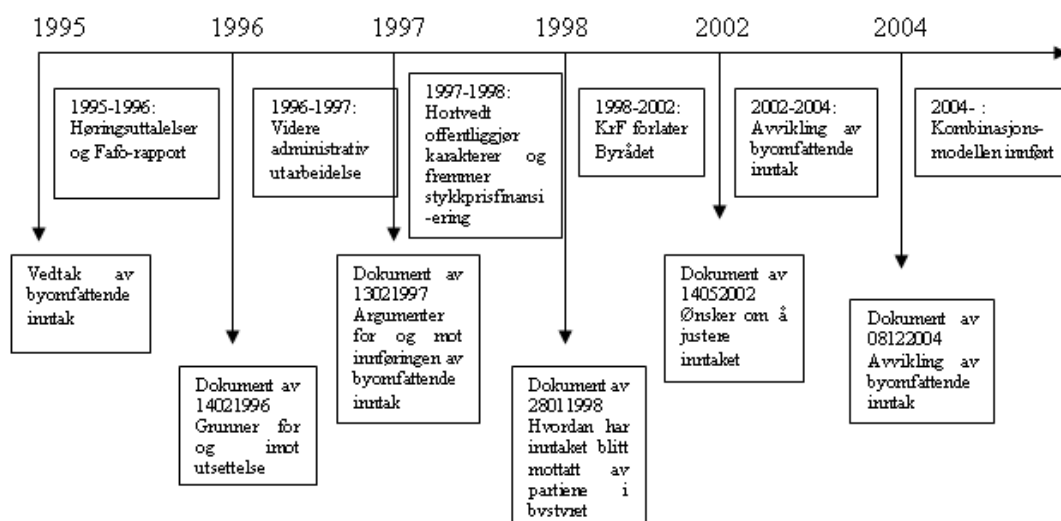 1995
1996
1997
1998
2002
2004
1995-1996:
Høringsuttalelser
og Fafo-rapport
1996-1997:
Videre
administrativ
utarbeidelse
1997-1998:
Hortvedt
offentliggjør
karakterer og
fremmer
stykkprisfinansi
-ering
1998-2002:
KrF forlater
Byrådet
2002-2004:
Avvikling av
byomfattende
inntak
2004- :
Kombinasjons-
modellen innført
Vedtak av
byomfattende
inntak
Dokument av
14021996
Grunner for
og imot
utsettelse
Dokument av
13021997
Argumenter
for og mot
innføringen av
byomfattende
inntak
Dokument av
28011998
Hvordan har
inntaket blitt
mottatt av
partiene i
bystyret
Dokument av
14052002
Ønsker om å
justere
inntaket
Dokument av
08122004
Avvikling av
byomfattende
inntak